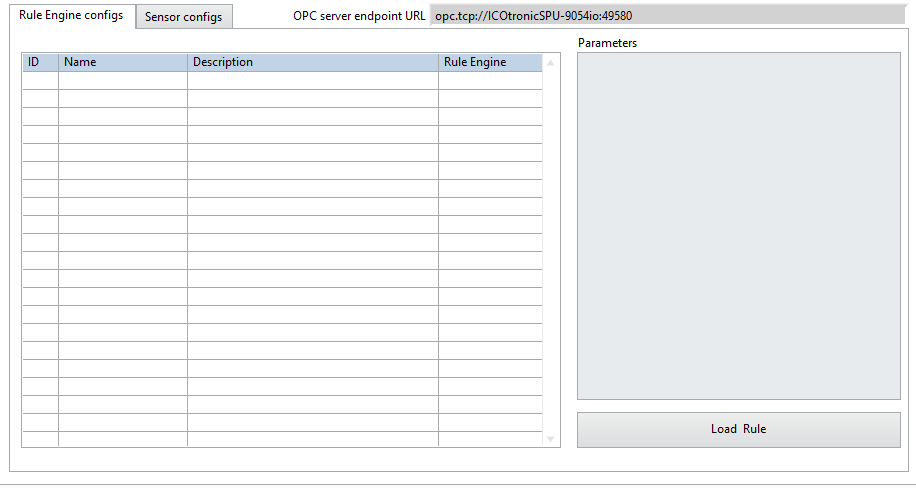 Rule Engine configs
Sensor configs
OPC server endpoint URL
opc.tcp://ICOtronicSPU-9054io:49580
Parameters
ID Name Description Rule Engine
Load Rule